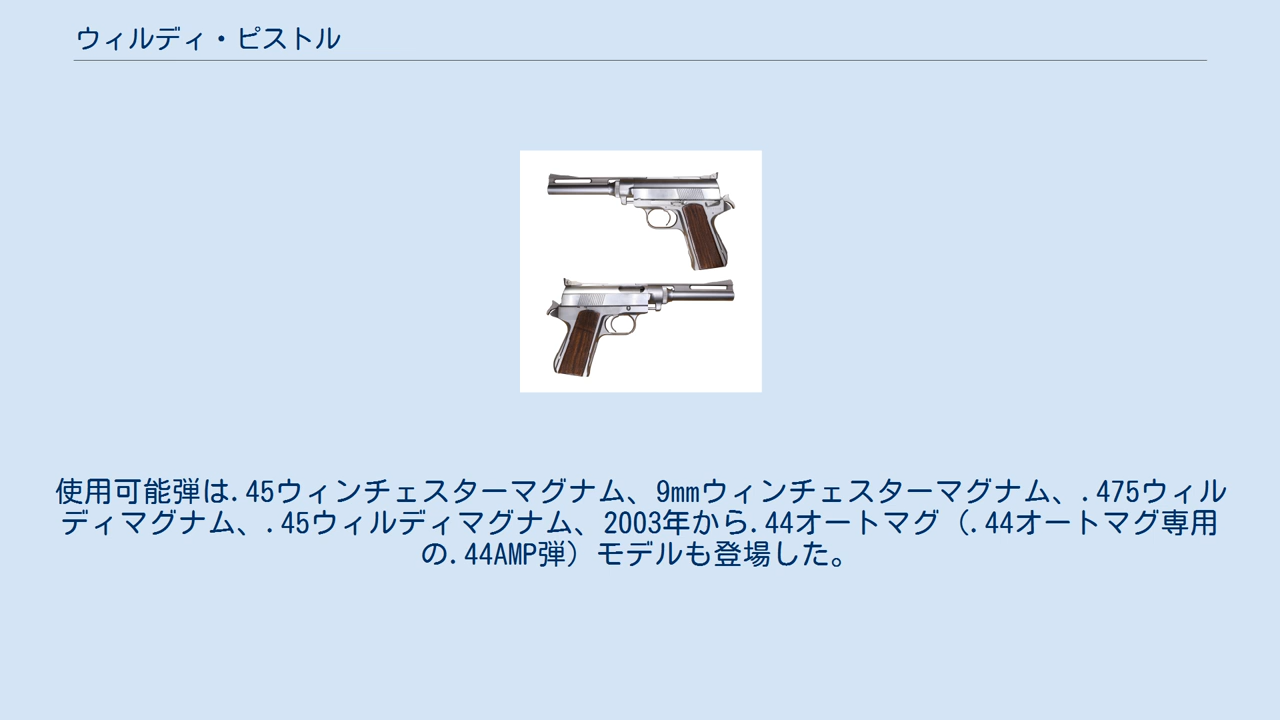 ウィルディ・ピストル
使用可能弾は.45ウィンチェスターマグナム、9mmウィンチェスターマグナム、.475ウィル
ディマグナム、.45ウィルディマグナム、2003年から.44オートマグ（.44オートマグ専用
の.44AMP弾）モデルも登場した。